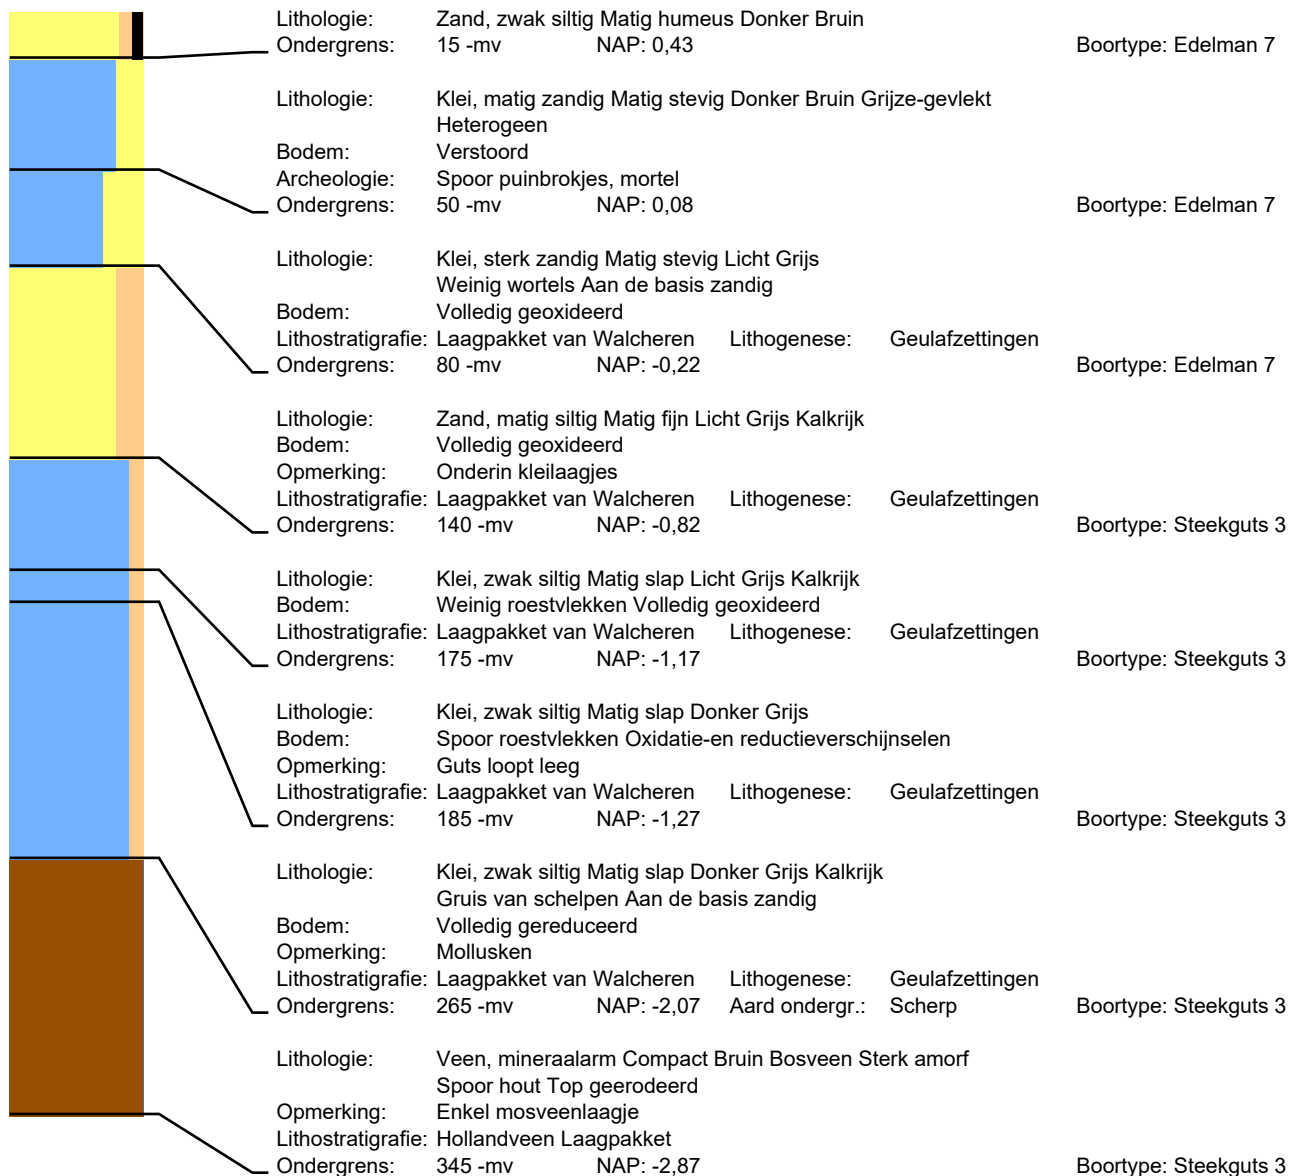 Lithologie: Zand, zwak siltig Matig humeus Donker Bruin
Ondergrens: 15 -mv NAP: 0,43 Boortype: Edelman 7
Lithologie: Klei, matig zandig Matig stevig Donker Bruin Grijze-gevlekt
Heterogeen
Bodem: Verstoord
Archeologie: Spoor puinbrokjes, mortel
Ondergrens: 50 -mv NAP: 0,08 Boortype: Edelman 7
Lithologie: Klei, sterk zandig Matig stevig Licht Grijs
Weinig wortels Aan de basis zandig
Bodem: Volledig geoxideerd
Lithostratigrafie: Laagpakket van Walcheren Lithogenese: Geulafzettingen
Ondergrens: 80 -mv NAP: -0,22 Boortype: Edelman 7
Lithologie: Zand, matig siltig Matig fijn Licht Grijs Kalkrijk
Bodem: Volledig geoxideerd
Opmerking: Onderin kleilaagjes
Lithostratigrafie: Laagpakket van Walcheren Lithogenese: Geulafzettingen
Ondergrens: 140 -mv NAP: -0,82 Boortype: Steekguts 3
Lithologie: Klei, zwak siltig Matig slap Licht Grijs Kalkrijk
Bodem: Weinig roestvlekken Volledig geoxideerd
Lithostratigrafie: Laagpakket van Walcheren Lithogenese: Geulafzettingen
Ondergrens: 175 -mv NAP: -1,17 Boortype: Steekguts 3
Lithologie: Klei, zwak siltig Matig slap Donker Grijs
Bodem: Spoor roestvlekken Oxidatie-en reductieverschijnselen
Opmerking: Guts loopt leeg
Lithostratigrafie: Laagpakket van Walcheren Lithogenese: Geulafzettingen
Ondergrens: 185 -mv NAP: -1,27 Boortype: Steekguts 3
Lithologie: Klei, zwak siltig Matig slap Donker Grijs Kalkrijk
Gruis van schelpen Aan de basis zandig
Bodem: Volledig gereduceerd
Opmerking: Mollusken
Lithostratigrafie: Laagpakket van Walcheren Lithogenese: Geulafzettingen
Ondergrens: 265 -mv NAP: -2,07 Aard ondergr.: Scherp Boortype: Steekguts 3
Lithologie: Veen, mineraalarm Compact Bruin Bosveen Sterk amorf
Spoor hout Top geerodeerd
Opmerking: Enkel mosveenlaagje
Lithostratigrafie: Hollandveen Laagpakket
Ondergrens: 345 -mv NAP: -2,87 Boortype: Steekguts 3